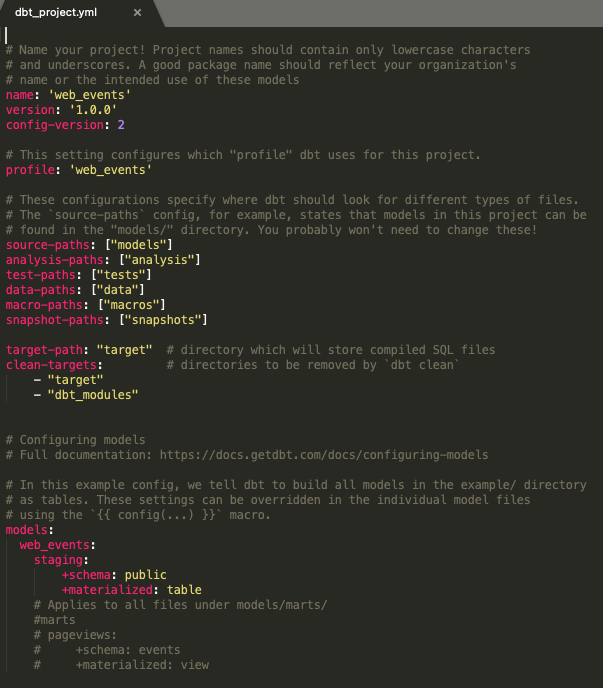 dbt_project.yml ×
# Name your project! Project names should contain only lowercase characters
# and underscores. A good package name should reflect your organization's
# name or the intended use of these models
name: 'web_events'
version: '1.0.0'
config-version: 2
# This setting configures which "profile" dbt uses for this project.
profile: 'web_events'
# These configurations specify where dbt should look for different types of files.
# The `source-paths` config, for example, states that models in this project can be
# found in the "models/" directory. You probably won't need to change these!
source-paths: ["models"]
analysis-paths: ["analysis"]
test-paths: ["tests"]
data-paths: ["data"]
macro-paths: ["macros"]
snapshot-paths: ["snapshots"]
target-path: "target"  # directory which will store compiled SQL files
clean-targets:         # directories to be removed by `dbt clean`
    - "target"
    - "dbt_modules"
# Configuring models
# Full documentation: https://docs.getdbt.com/docs/configuring-models
# In this example config, we tell dbt to build all models in the example/ directory
# as tables. These settings can be overridden in the individual model files
# using the `{{ config(...) }}` macro.
models:
  web_events:
    staging:
        +schema: public
        +materialized: table
    # Applies to all files under models/marts/
    #marts
    # pageviews:
    #     +schema: events
    #     +materialized: view